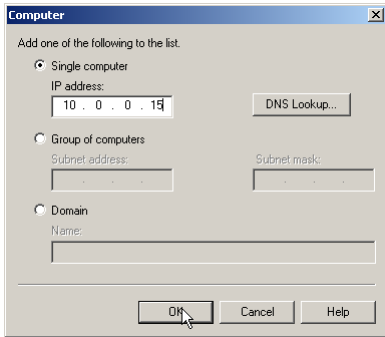 Computer
Add one of the following to the list.
Single computer
IP address:
10 . 0 . 0 . 15
DNS Lookup...
Group of computers
Subnet address: Subnet mask:
. . . . . .
Domain
Name:
OK Cancel Help